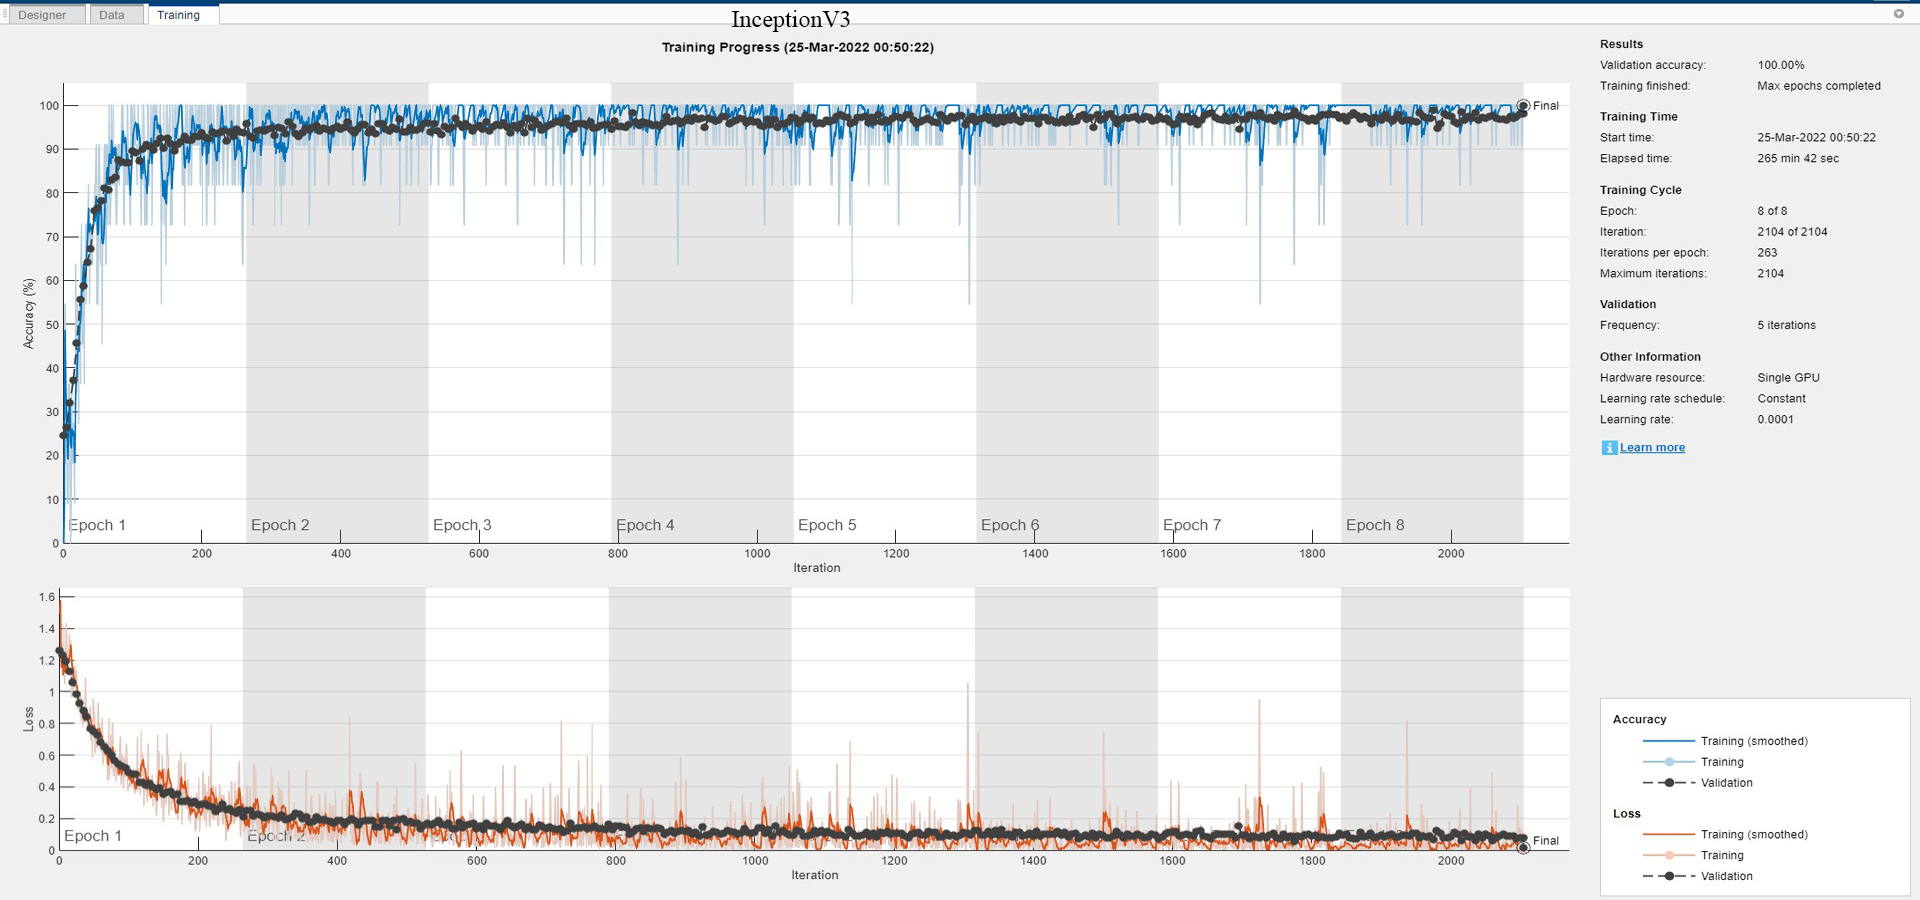 Designer
Data
Training
InceptionV3
Training Progress (25-Mar-2022 00:50:22)
Accuracy (%)
100
90
80
70
60
50
40
30
20
10
0
Final
Epoch 1
Epoch 2
Epoch 3
Epoch 4
Epoch 5
Epoch 6
Epoch 7
Epoch 8
0
200
400
600
800
1000
1200
1400
1600
1800
2000
Iteration
Loss
1.6
1.4
1.2
1
0.8
0.6
0.4
0.2
0
Final
Epoch 1
Epoch 2
0
200
400
600
800
1000
1200
1400
1600
1800
2000
Iteration
Results
Validation accuracy: 100.00%
Training finished: Max epochs completed
Training Time
Start time: 25-Mar-2022 00:50:22
Elapsed time: 265 min 42 sec
Training Cycle
Epoch: 8 of 8
Iteration: 2104 of 2104
Iterations per epoch: 263
Maximum iterations: 2104
Validation
Frequency: 5 iterations
Other Information
Hardware resource: Single GPU
Learning rate schedule: Constant
Learning rate: 0.0001
i Learn more
Accuracy
Training (smoothed)
Training
Validation
Loss
Training (smoothed)
Training
Validation